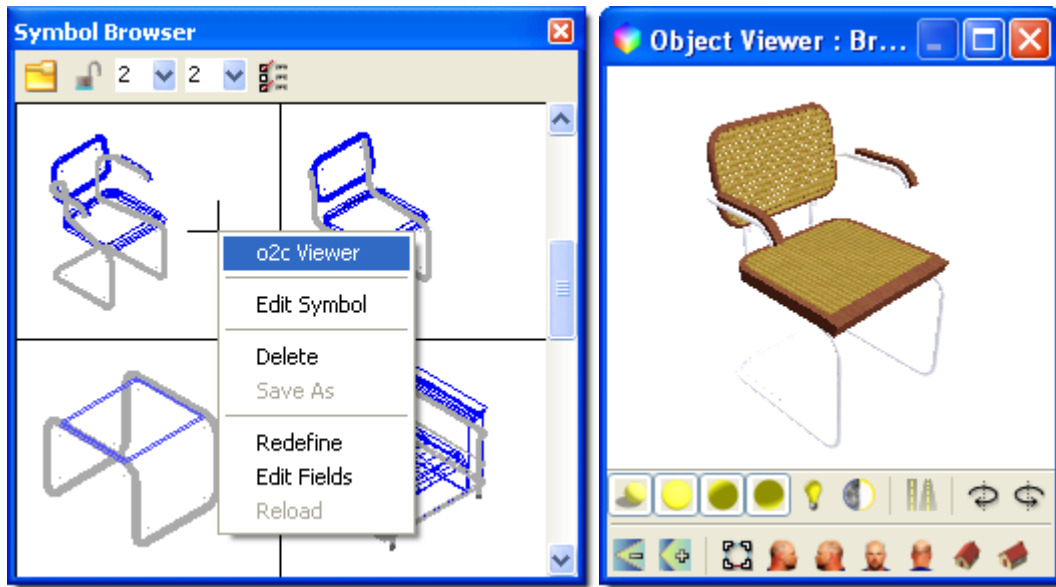 Symbol Browser
2 2
o2c Viewer
Edit Symbol
Delete
Save As
Redefine
Edit Fields
Reload
Object Viewer : Br...